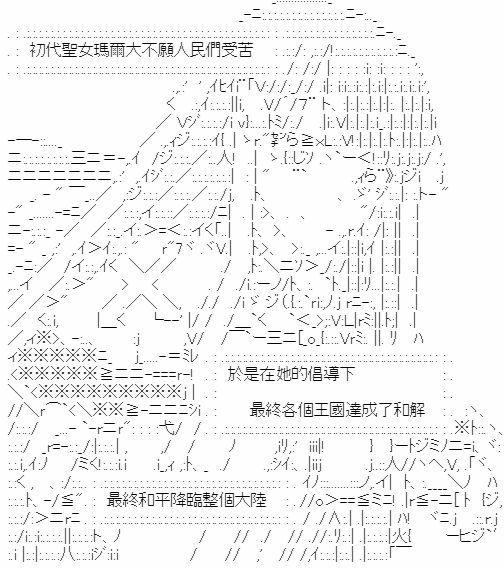 初代聖女瑪爾大不願人民們受苦
於是在她的倡導下
最終各個王國達成了和解
最終和平降臨整個大陸